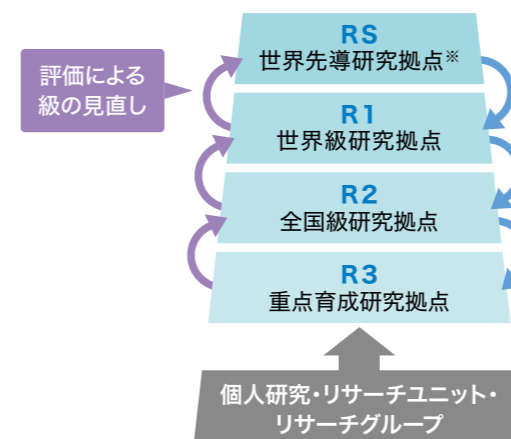 RS
世界先導研究拠点※
評価による
級の見直し
R1
世界級研究拠点
R2
全国級研究拠点
R3
重点育成研究拠点
個人研究・リサーチユニット・
リサーチグループ